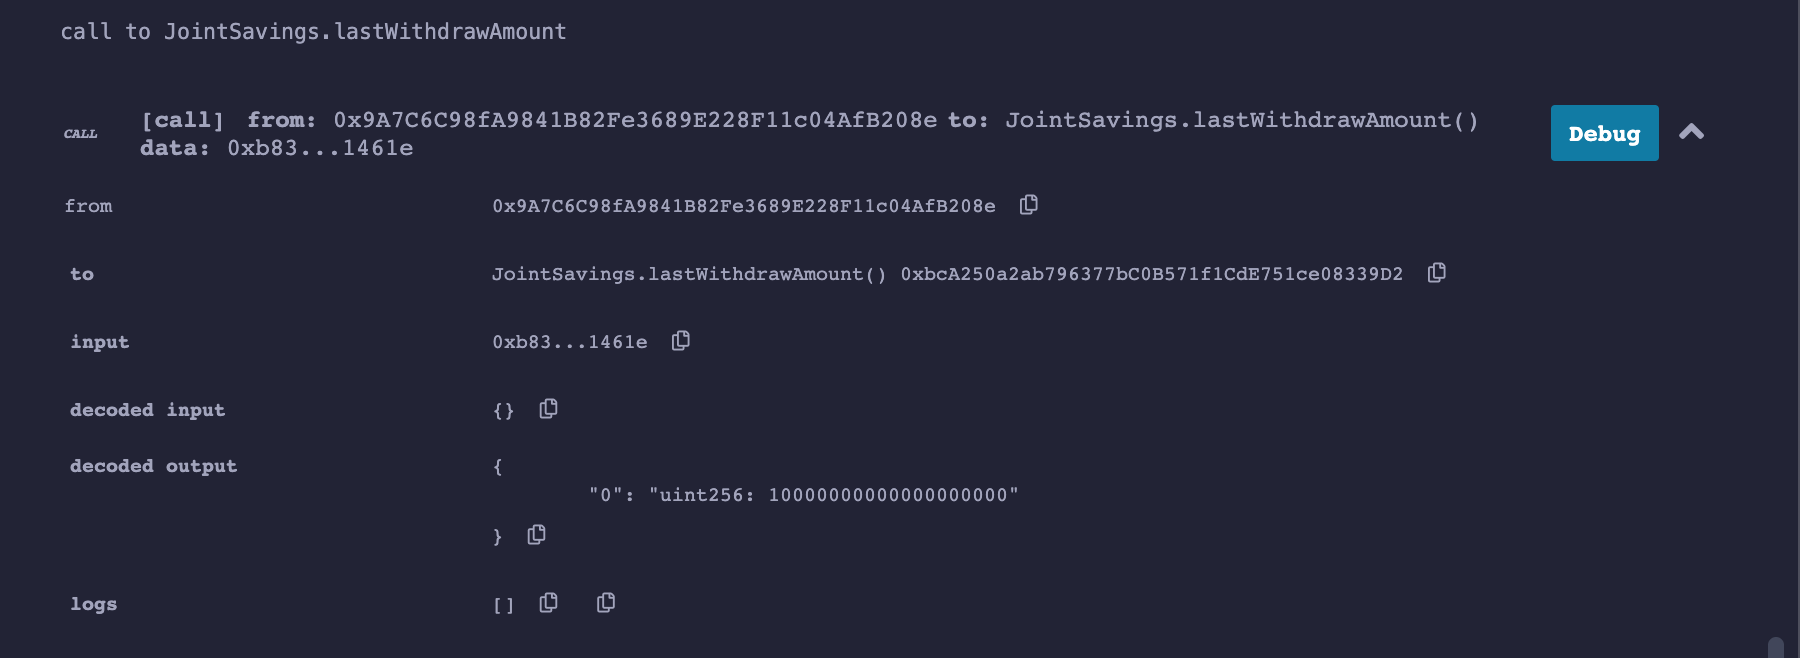 call to JointSavings.lastWithdrawAmount
CALL [call] from: 0x9A7C6C98fA9841B82Fe3689E228F11c04AfB208e to: JointSavings.lastWithdrawAmount()
data: 0xb83...1461e
Debug
from 0x9A7C6C98fA9841B82Fe3689E228F11c04AfB208e
to JointSavings.lastWithdrawAmount() 0xbcA250a2ab796377bC0B571f1CdE751ce08339D2
input 0xb83...1461e
decoded input {}
decoded output {
"0": "uint256: 10000000000000000000"
}
logs []